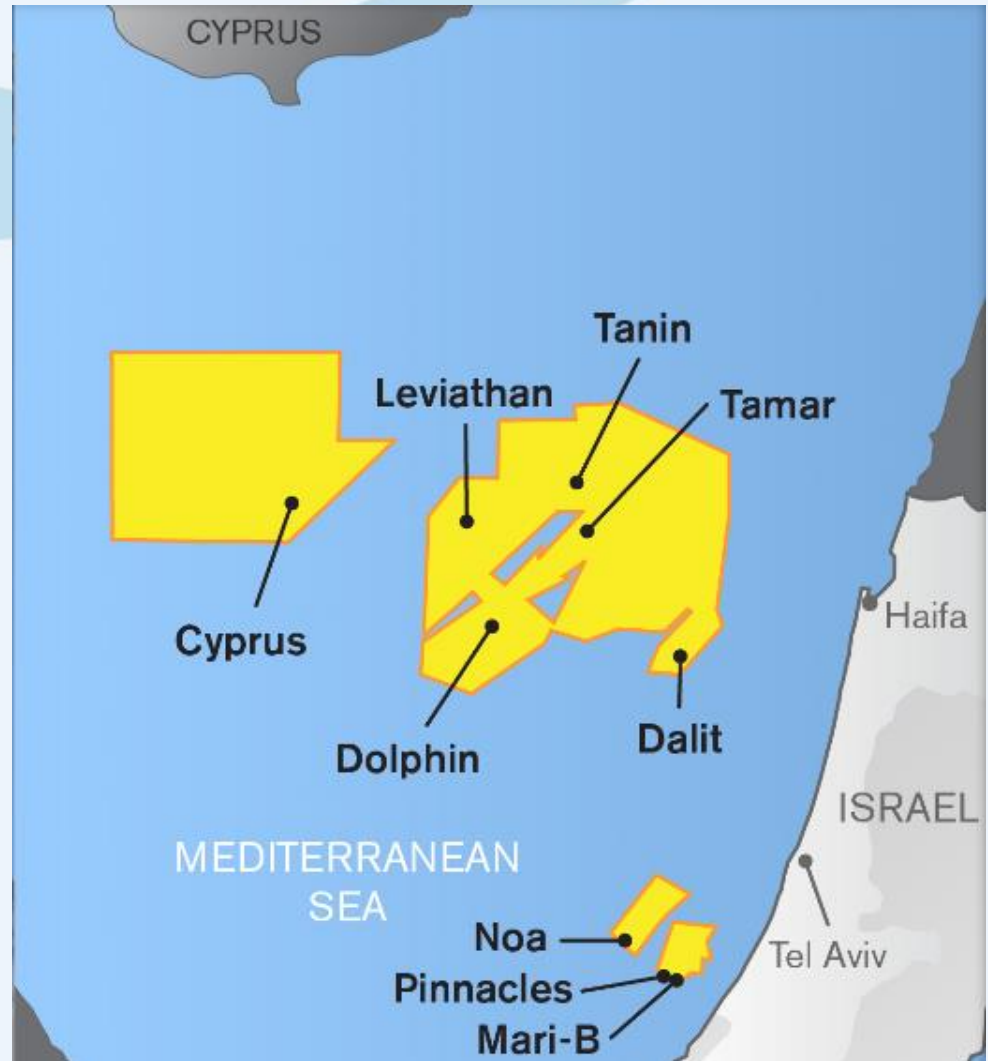 CYPRUS
Tanin
Leviathan
Tamar
Haifa
Cyprus
Dalit
Dolphin
ISRAEL
MEDITERRANEAN
SEA
Noa
Tel Aviv
Pinnacles
Mari-B